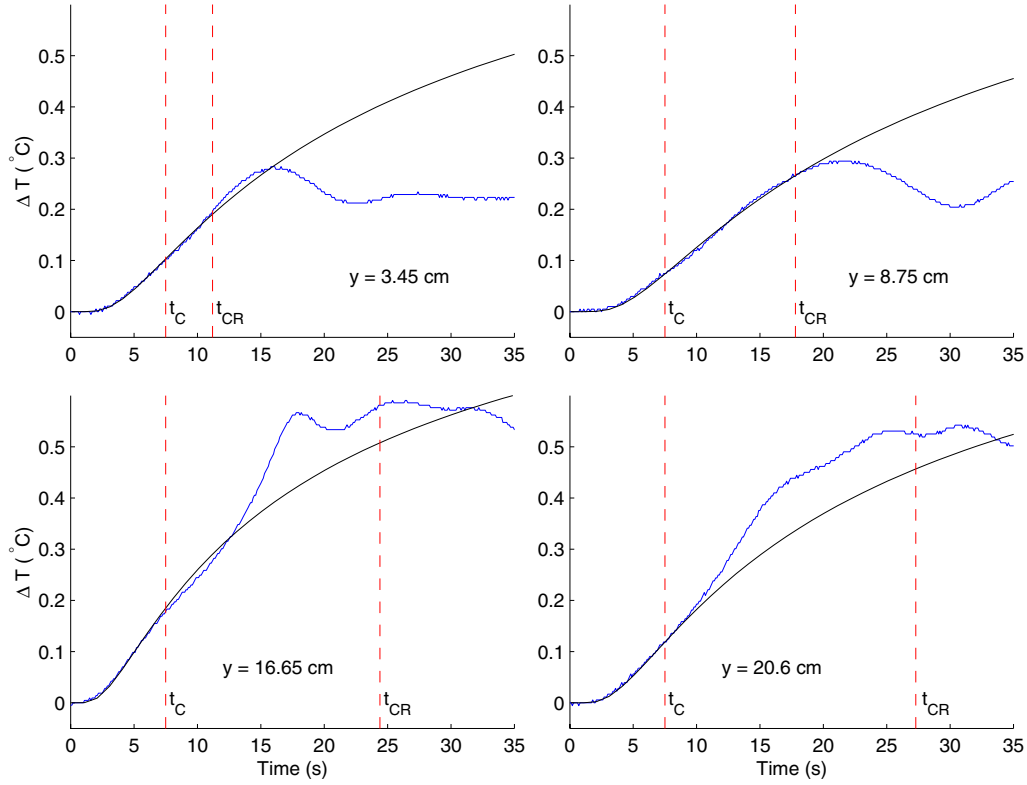 0.5
0.4
0.3
0.2
0.1
0
Δ T ( °C)
y = 3.45 cm
t_C
t_CR
0 5 10 15 20 25 30 35
0.5
0.4
0.3
0.2
0.1
0
Δ T ( °C)
y = 8.75 cm
t_C
t_CR
0 5 10 15 20 25 30 35
0.5
0.4
0.3
0.2
0.1
0
Δ T ( °C)
y = 16.65 cm
t_C
t_CR
0 5 10 15 20 25 30 35
Time (s)
0.5
0.4
0.3
0.2
0.1
0
Δ T ( °C)
y = 20.6 cm
t_C
t_CR
0 5 10 15 20 25 30 35
Time (s)